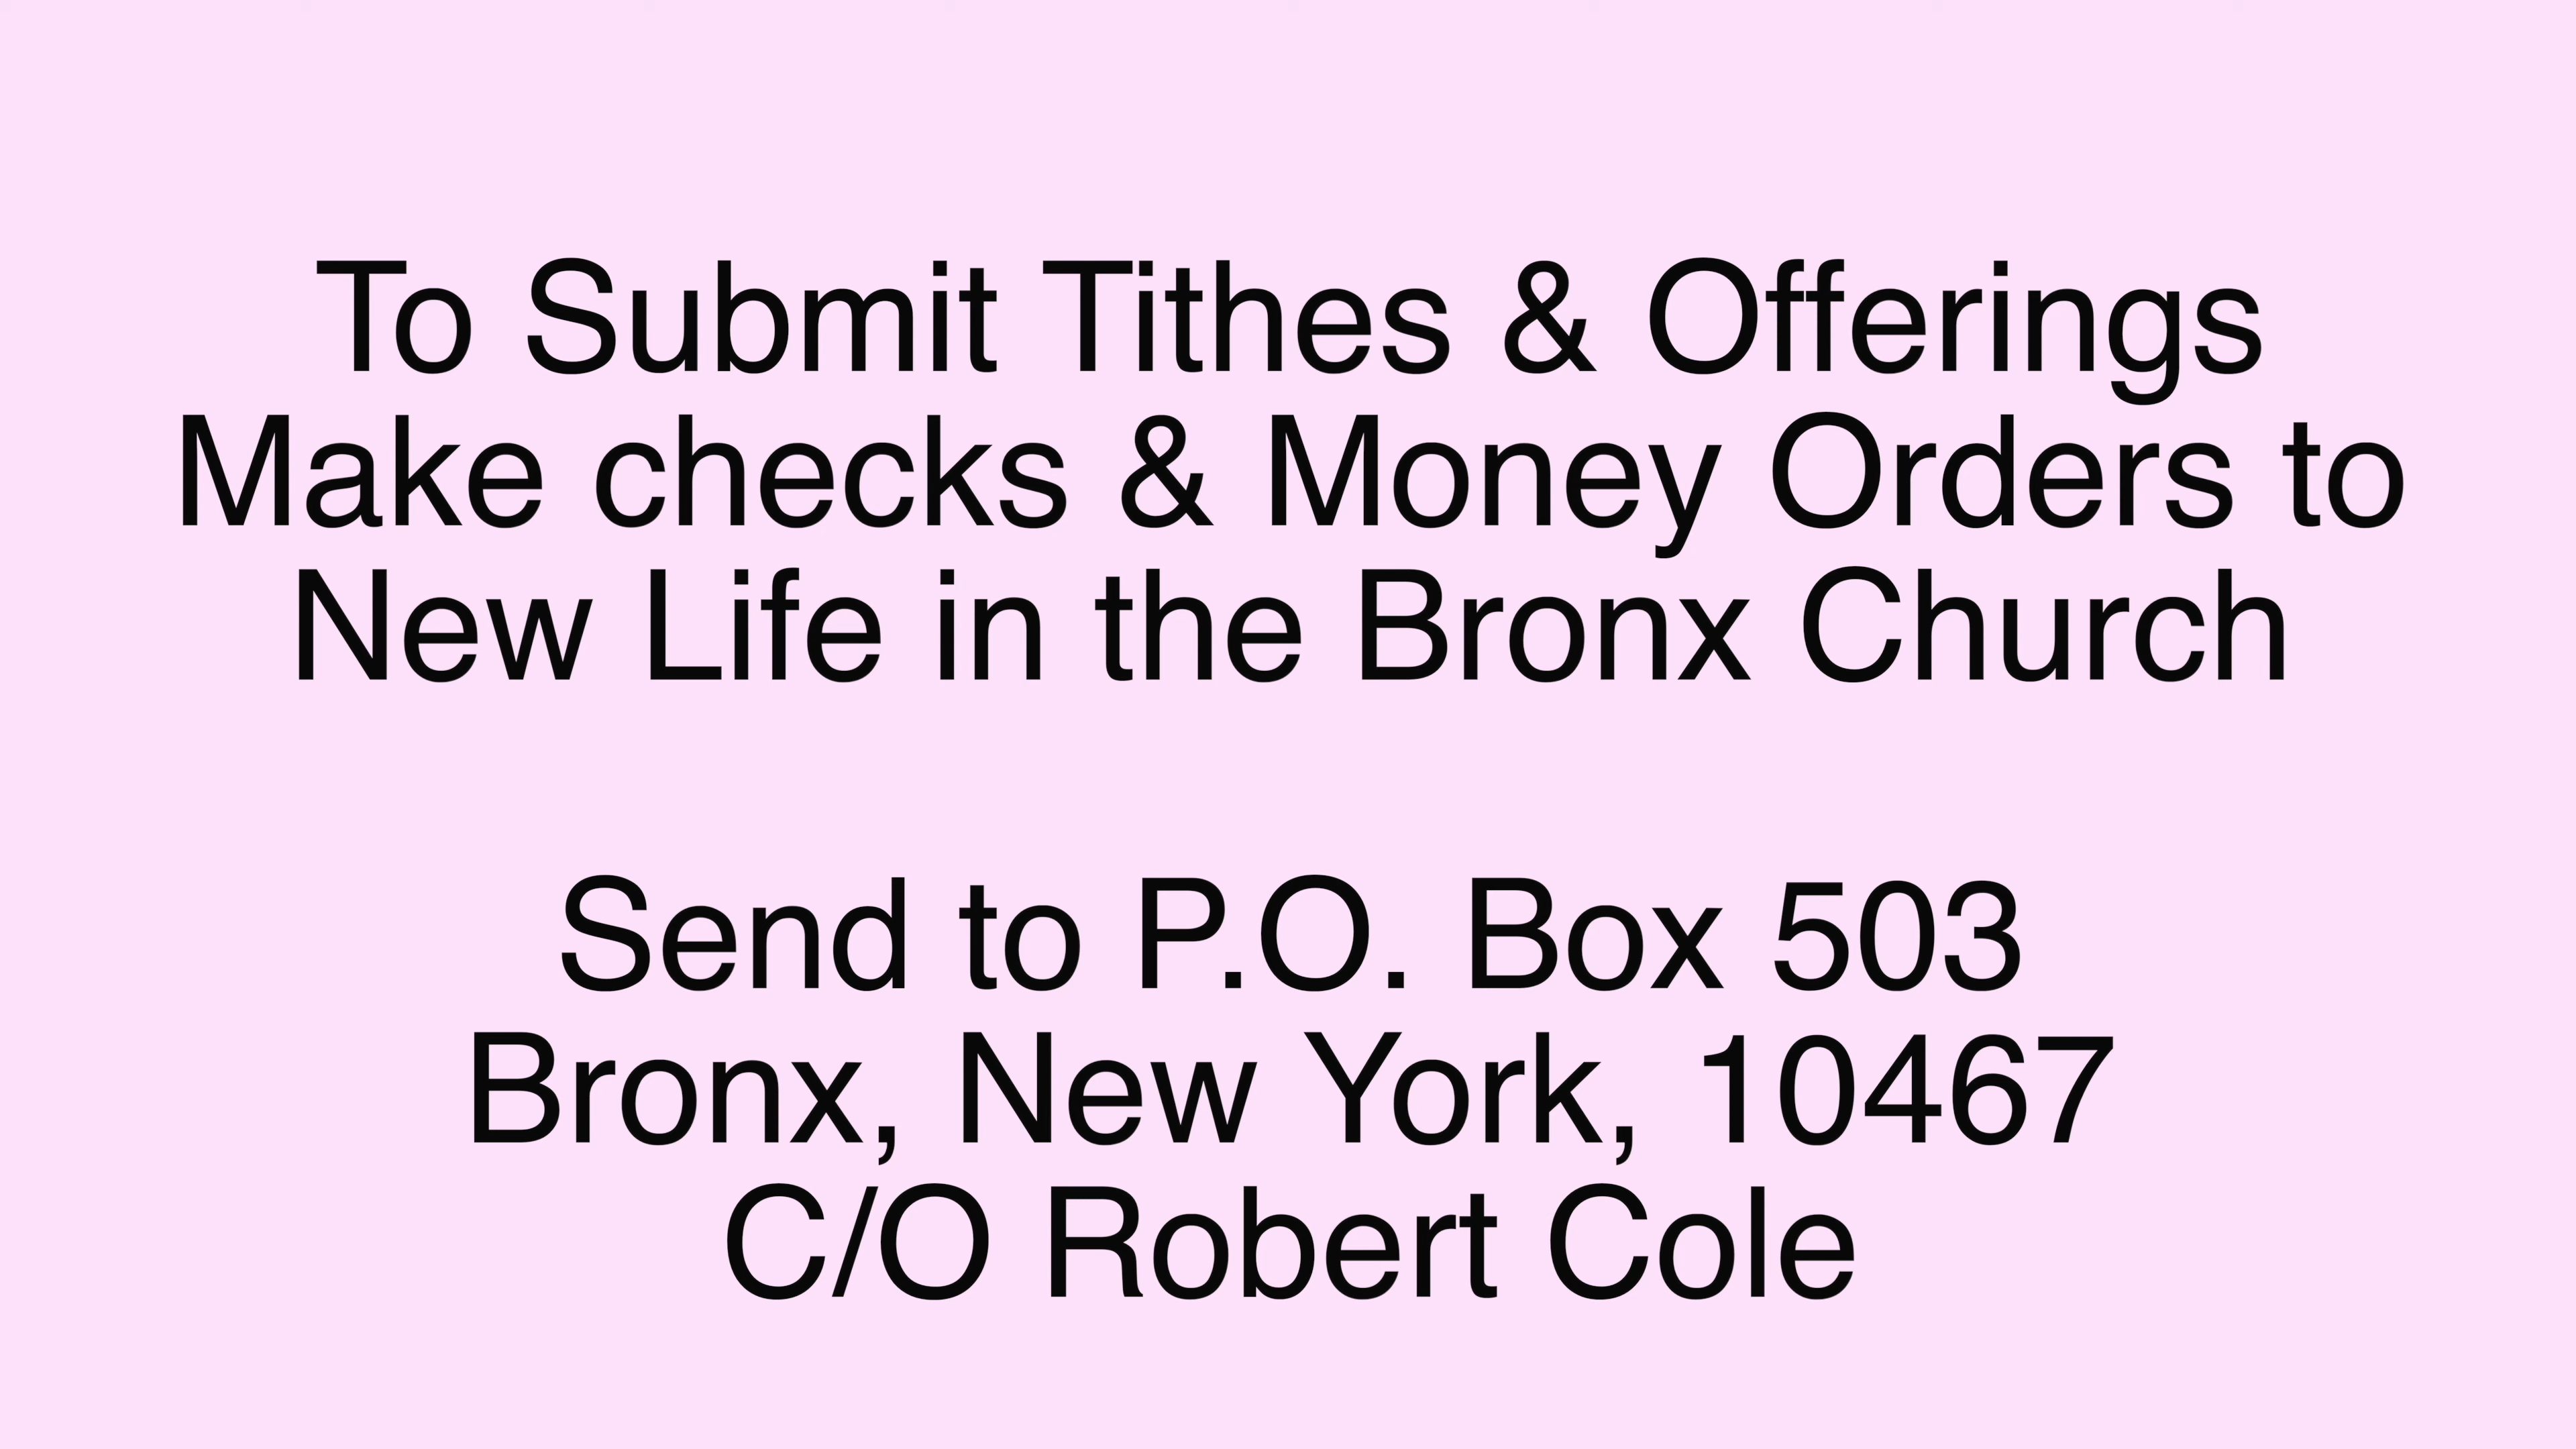 To Submit Tithes & Offerings
Make checks & Money Orders to
New Life in the Bronx Church
Send to P.O. Box 503
Bronx, New York, 10467
C/O Robert Cole